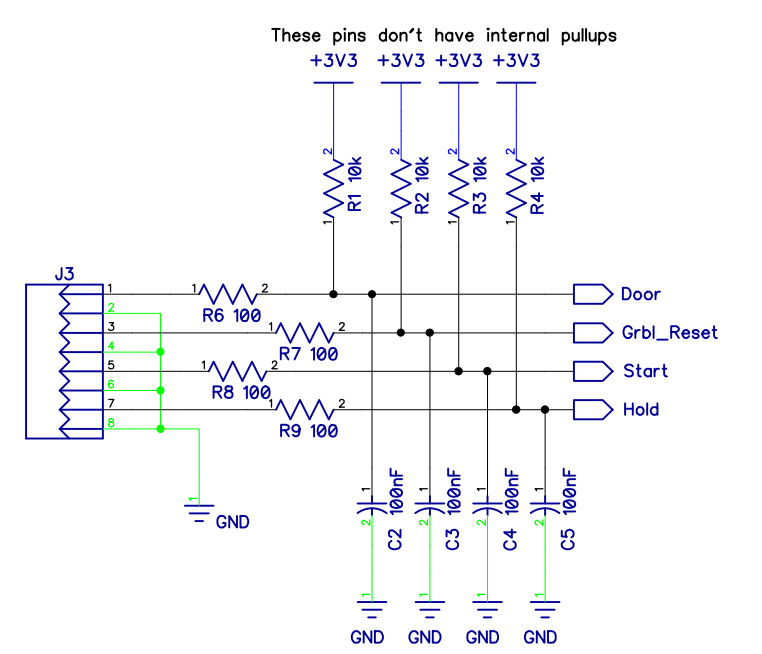 These pins don't have internal pullups
+3V3 +3V3 +3V3 +3V3
2 2 2 2
R1 10k R2 10k R3 10k R4 10k
1 1 1 1
J3
1 1 2 Door
R6 100
2
3 1 2 Grbl_Reset
R7 100
4
5 1 2 Start
R8 100
6
7 1 2 Hold
R9 100
8
1 1 1 1
C2 100nF C3 100nF C4 100nF C5 100nF
2 2 2 2
1
GND
1 1 1 1
GND GND GND GND